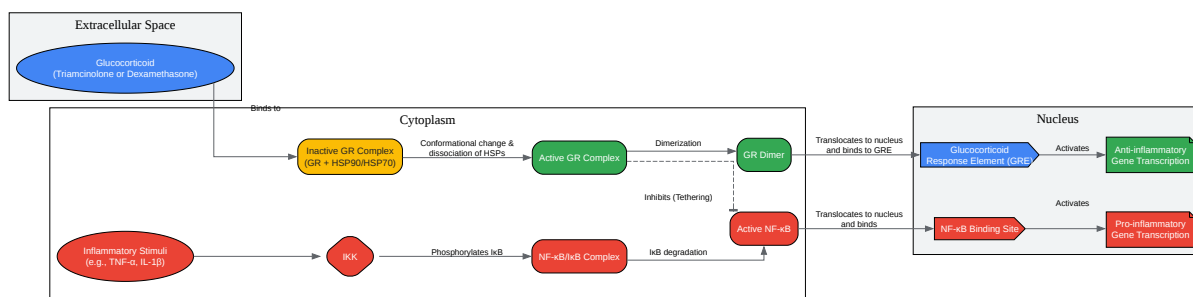 Extracellular Space
Glucocorticoid
(Triamcinolone or Dexamethasone)
Binds to
Cytoplasm
Nucleus
Inactive GR Complex
(GR + HSP90/HSP70)
Conformational change &
dissociation of HSPs
Active GR Complex
Dimerization
GR Dimer
Translocates to nucleus
and binds to GRE
Glucocorticoid
Response Element (GRE)
Activates
Anti-inflammatory
Gene Transcription
Inhibits (Tethering)
Inflammatory Stimuli
(e.g., TNF-α, IL-1β)
IKK
Phosphorylates IκB
NF-κB/IκB Complex
IκB degradation
Active NF-κB
Translocates to nucleus
and binds
NF-κB Binding Site
Activates
Pro-inflammatory
Gene Transcription